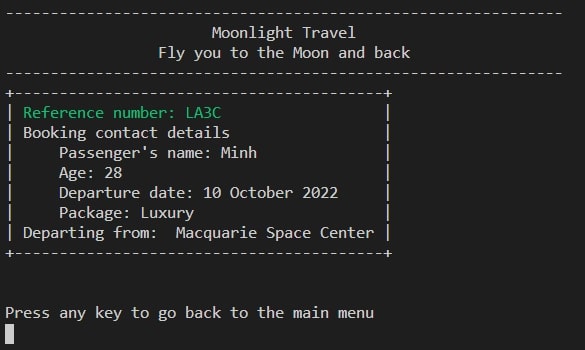 --------------------------------------------------------------
Moonlight Travel
Fly you to the Moon and back
--------------------------------------------------------------
+-----------------------------------------+
| Reference number: LA3C                  |
| Booking contact details                 |
|     Passenger's name: Minh              |
|     Age: 28                             |
|     Departure date: 10 October 2022     |
|     Package: Luxury                     |
| Departing from:  Macquarie Space Center |
+-----------------------------------------+
Press any key to go back to the main menu